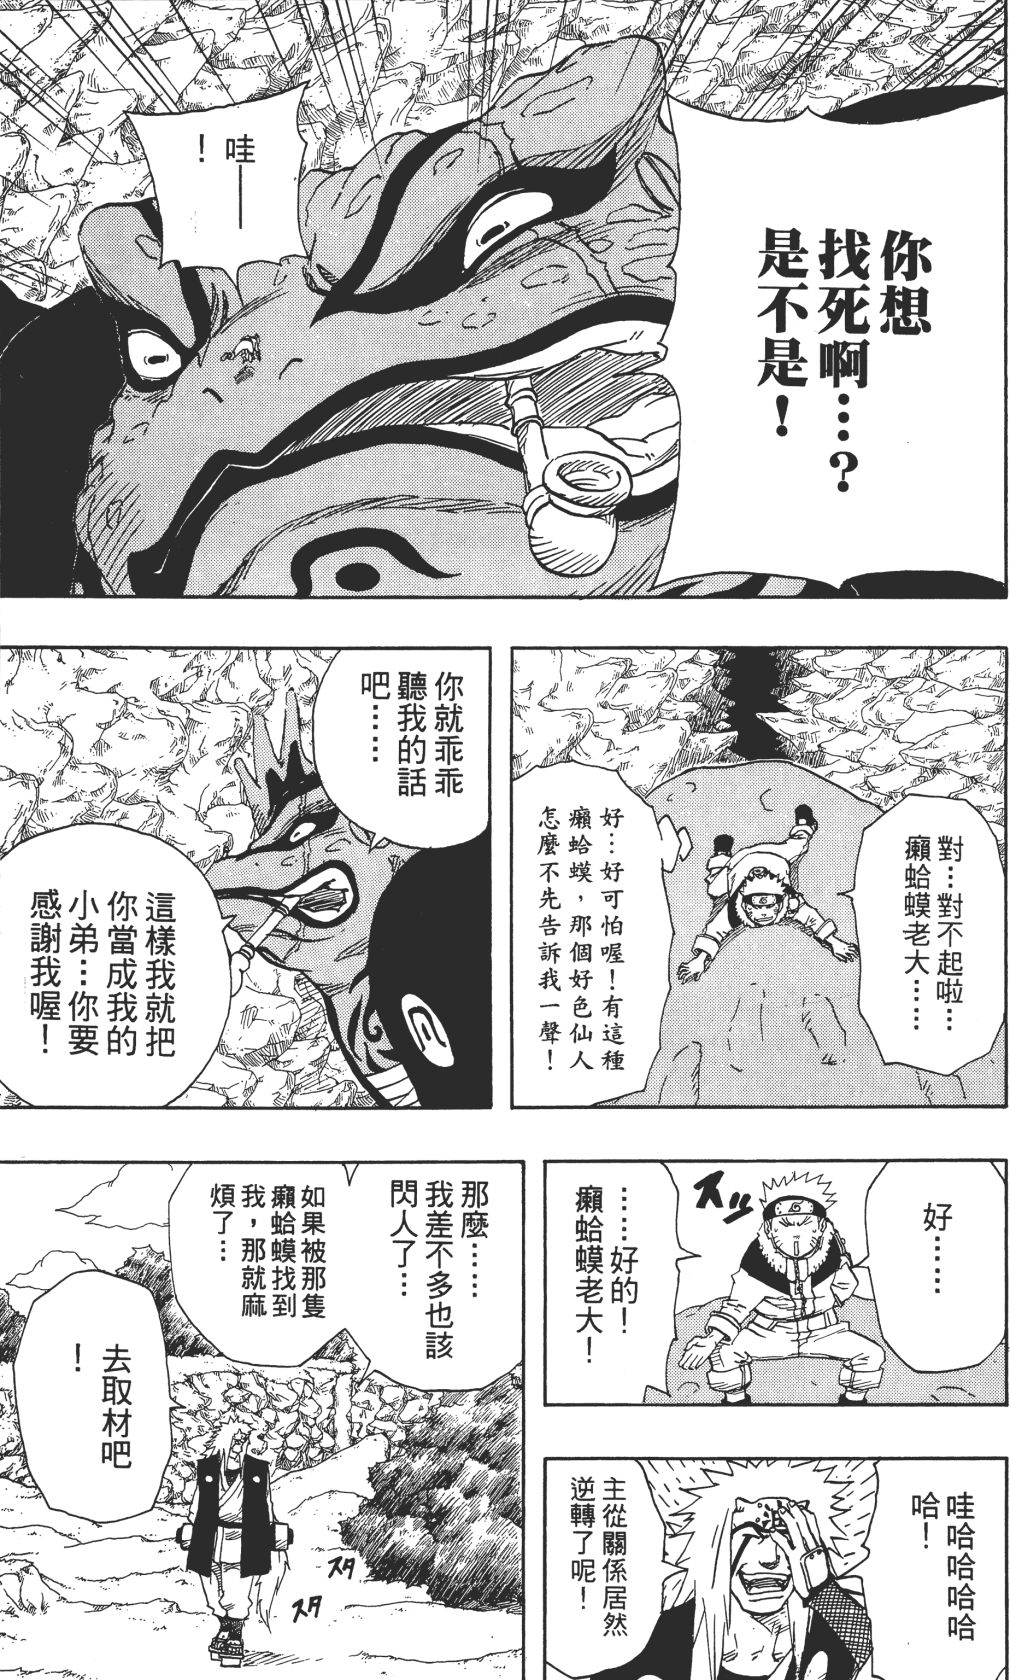 你想
找死啊…?
是不是!
哇—
!
對…對不起啦…
癩蛤蟆老大……
好…好可怕喔!有這種
癩蛤蟆,那個好色仙人
怎麼不先告訴我一聲!
你就乖乖
聽我的話
吧……
這樣我就把
你當成我的
小弟…你要
感謝我喔!
好……
ズッ
……好的!
癩蛤蟆老大!
哇哈哈哈哈
哈!
主從關係居然
逆轉了呢!
那麼……
我差不多也該
閃人了…
如果被那隻
癩蛤蟆找到
我,那就麻
煩了…
去取材吧
!
スタ
スタ